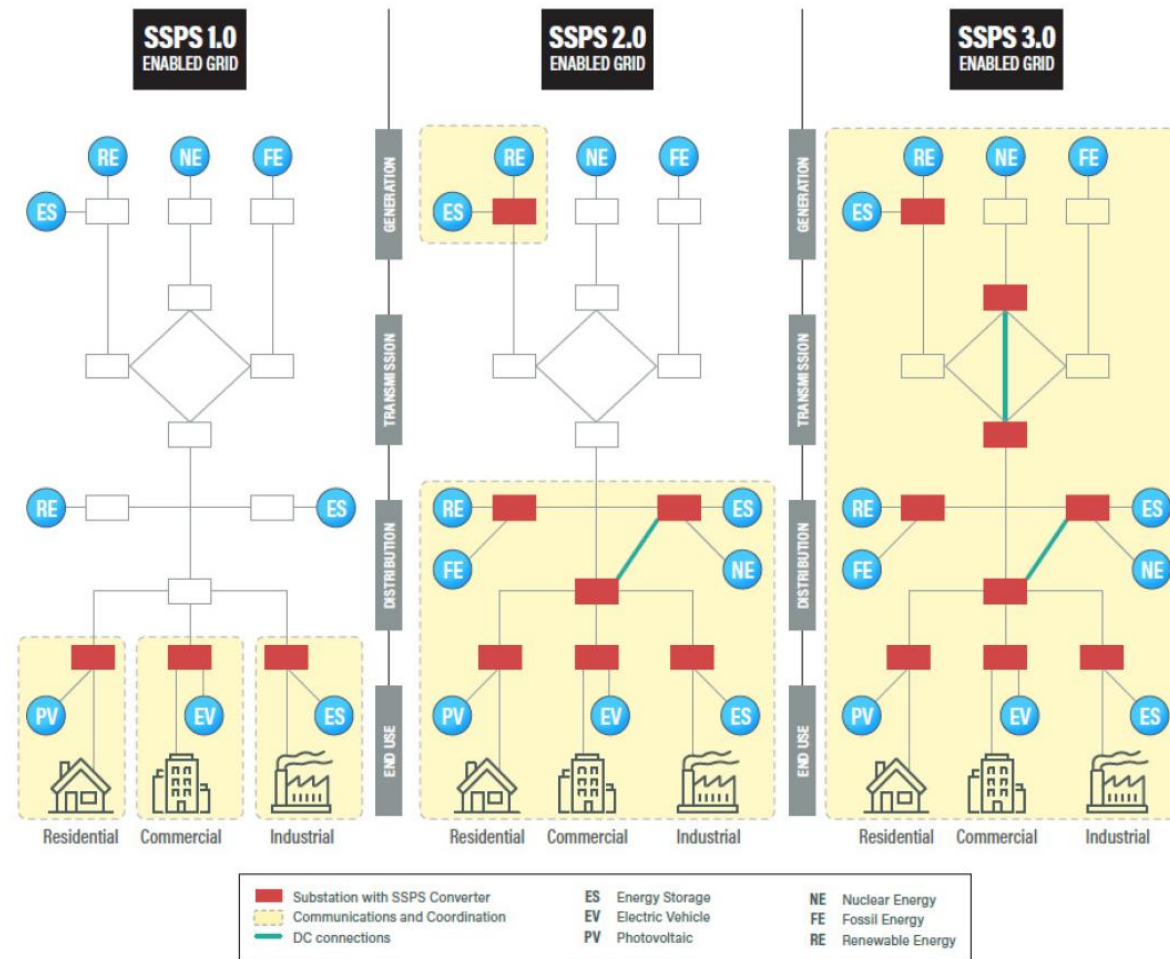 SSPS 1.0
ENABLED GRID
SSPS 2.0
ENABLED GRID
SSPS 3.0
ENABLED GRID
RE
NE
FE
ES
RE
ES
PV
EV
ES
Residential
Commercial
Industrial
GENERATION
TRANSMISSION
DISTRIBUTION
END USE
RE
NE
FE
ES
RE
ES
FE
NE
PV
EV
ES
Residential
Commercial
Industrial
GENERATION
TRANSMISSION
DISTRIBUTION
END USE
RE
NE
FE
ES
RE
ES
FE
NE
PV
EV
ES
Residential
Commercial
Industrial
Substation with SSPS Converter
Communications and Coordination
DC connections
ES Energy Storage
EV Electric Vehicle
PV Photovoltaic
NE Nuclear Energy
FE Fossil Energy
RE Renewable Energy